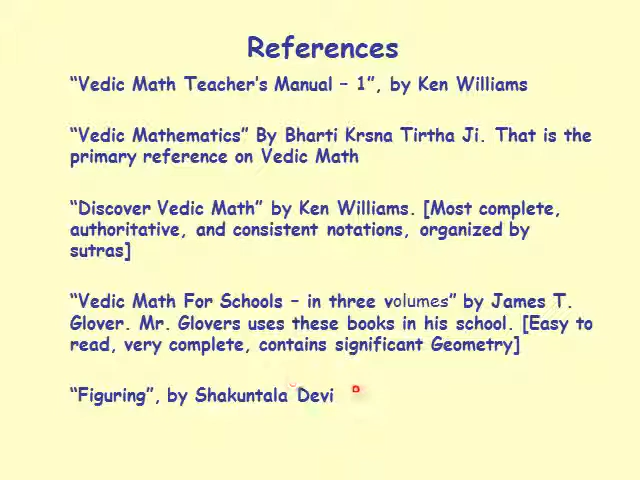 References
“Vedic Math Teacher’s Manual – 1”, by Ken Williams
“Vedic Mathematics” By Bharti Krsna Tirtha Ji. That is the
primary reference on Vedic Math
“Discover Vedic Math” by Ken Williams. [Most complete,
authoritative, and consistent notations, organized by
sutras]
“Vedic Math For Schools – in three volumes” by James T.
Glover. Mr. Glovers uses these books in his school. [Easy to
read, very complete, contains significant Geometry]
“Figuring”, by Shakuntala Devi